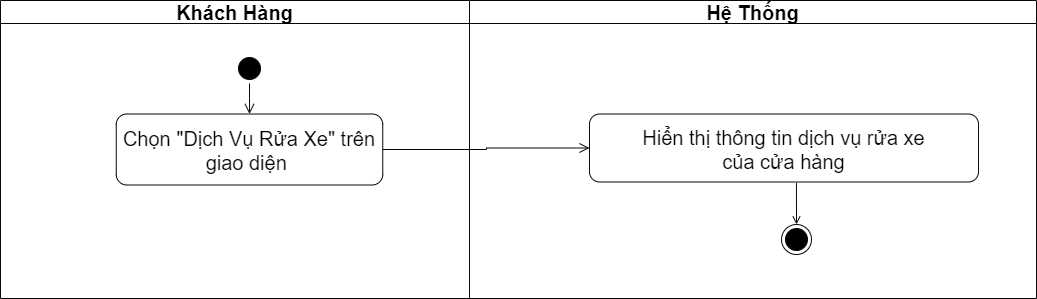 Khách Hàng
Hệ Thống
Chọn "Dịch Vụ Rửa Xe" trên
giao diện
Hiển thị thông tin dịch vụ rửa xe
của cửa hàng